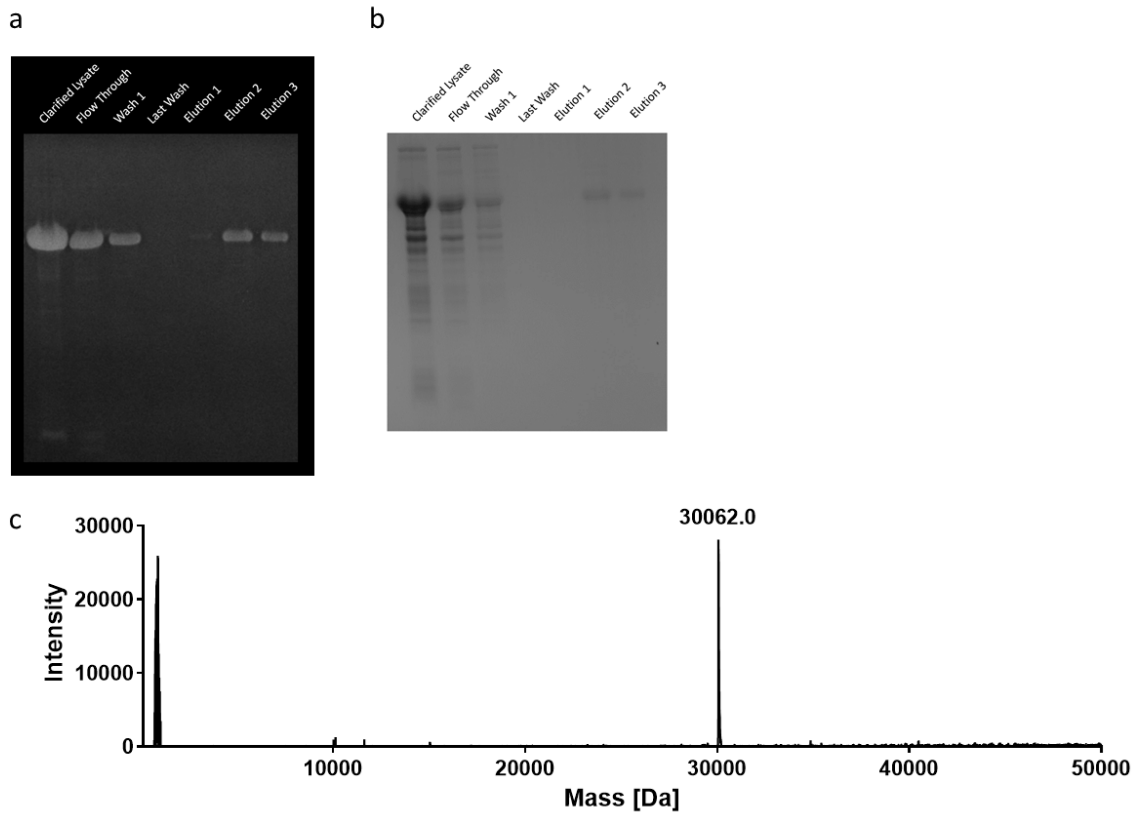 a
b
Clarified Lysate
Flow Through
Wash 1
Last Wash
Elution 1
Elution 2
Elution 3
Clarified Lysate
Flow Through
Wash 1
Last Wash
Elution 1
Elution 2
Elution 3
c
30062.0
30000
20000
10000
0
Intensity
10000
20000
30000
40000
50000
Mass [Da]